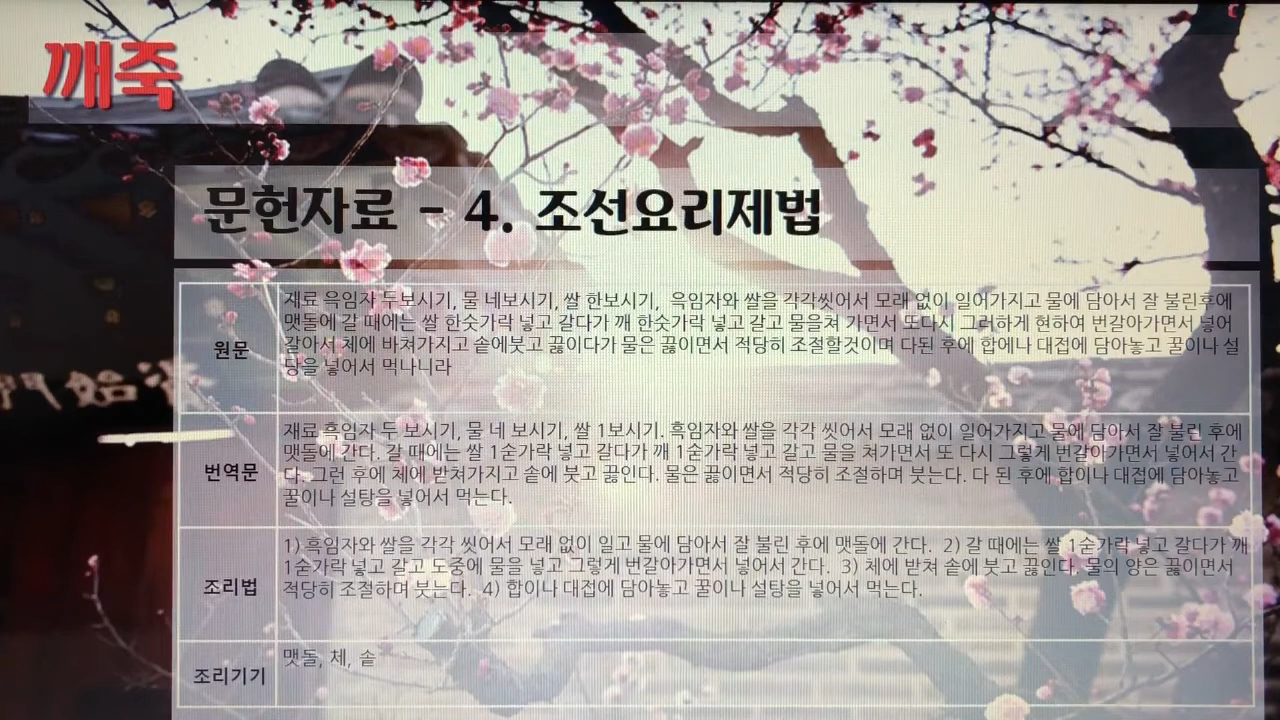 깨죽
문헌자료 - 4. 조선요리제법
원문
재료 흑임자 두보시기, 물 네보시기, 쌀 한보시기, 흑임자와 쌀을 각각씻어서 모래 없이 일어가지고 물에 담아서 잘 불린후에
맷돌에 갈 때에는 쌀 한숫가락 넣고 갈다가 깨 한숫가락 넣고 갈고 물을쳐 가면서 또다시 그러하게 현하여 번갈아가면서 넣어
갈아서 체에 바쳐가지고 솥에붓고 끓이다가 물은 끓이면서 적당히 조절할것이며 다된 후에 합에나 대접에 담아놓고 꿀이나 설
탕을 넣어서 먹나니라
번역문
재료 흑임자 두 보시기, 물 네 보시기, 쌀 1보시기. 흑임자와 쌀을 각각 씻어서 모래 없이 일어가지고 물에 담아서 잘 불린 후에
맷돌에 간다. 갈 때에는 쌀 1숟가락 넣고 갈다가 깨 1숟가락 넣고 갈고 물을 쳐가면서 또 다시 그렇게 번갈아가면서 넣어서 간
다. 그런 후에 체에 받쳐가지고 솥에 붓고 끓인다. 물은 끓이면서 적당히 조절하며 붓는다. 다 된 후에 합이나 대접에 담아놓고
꿀이나 설탕을 넣어서 먹는다.
조리법
1) 흑임자와 쌀을 각각 씻어서 모래 없이 일고 물에 담아서 잘 불린 후에 맷돌에 간다. 2) 갈 때에는 쌀 1숟가락 넣고 갈다가 깨
1숟가락 넣고 갈고 도중에 물을 넣고 그렇게 번갈아가면서 넣어서 간다. 3) 체에 받쳐 솥에 붓고 끓인다. 물의 양은 끓이면서
적당히 조절하며 붓는다. 4) 합이나 대접에 담아놓고 꿀이나 설탕을 넣어서 먹는다.
조리기기
맷돌, 체, 솥